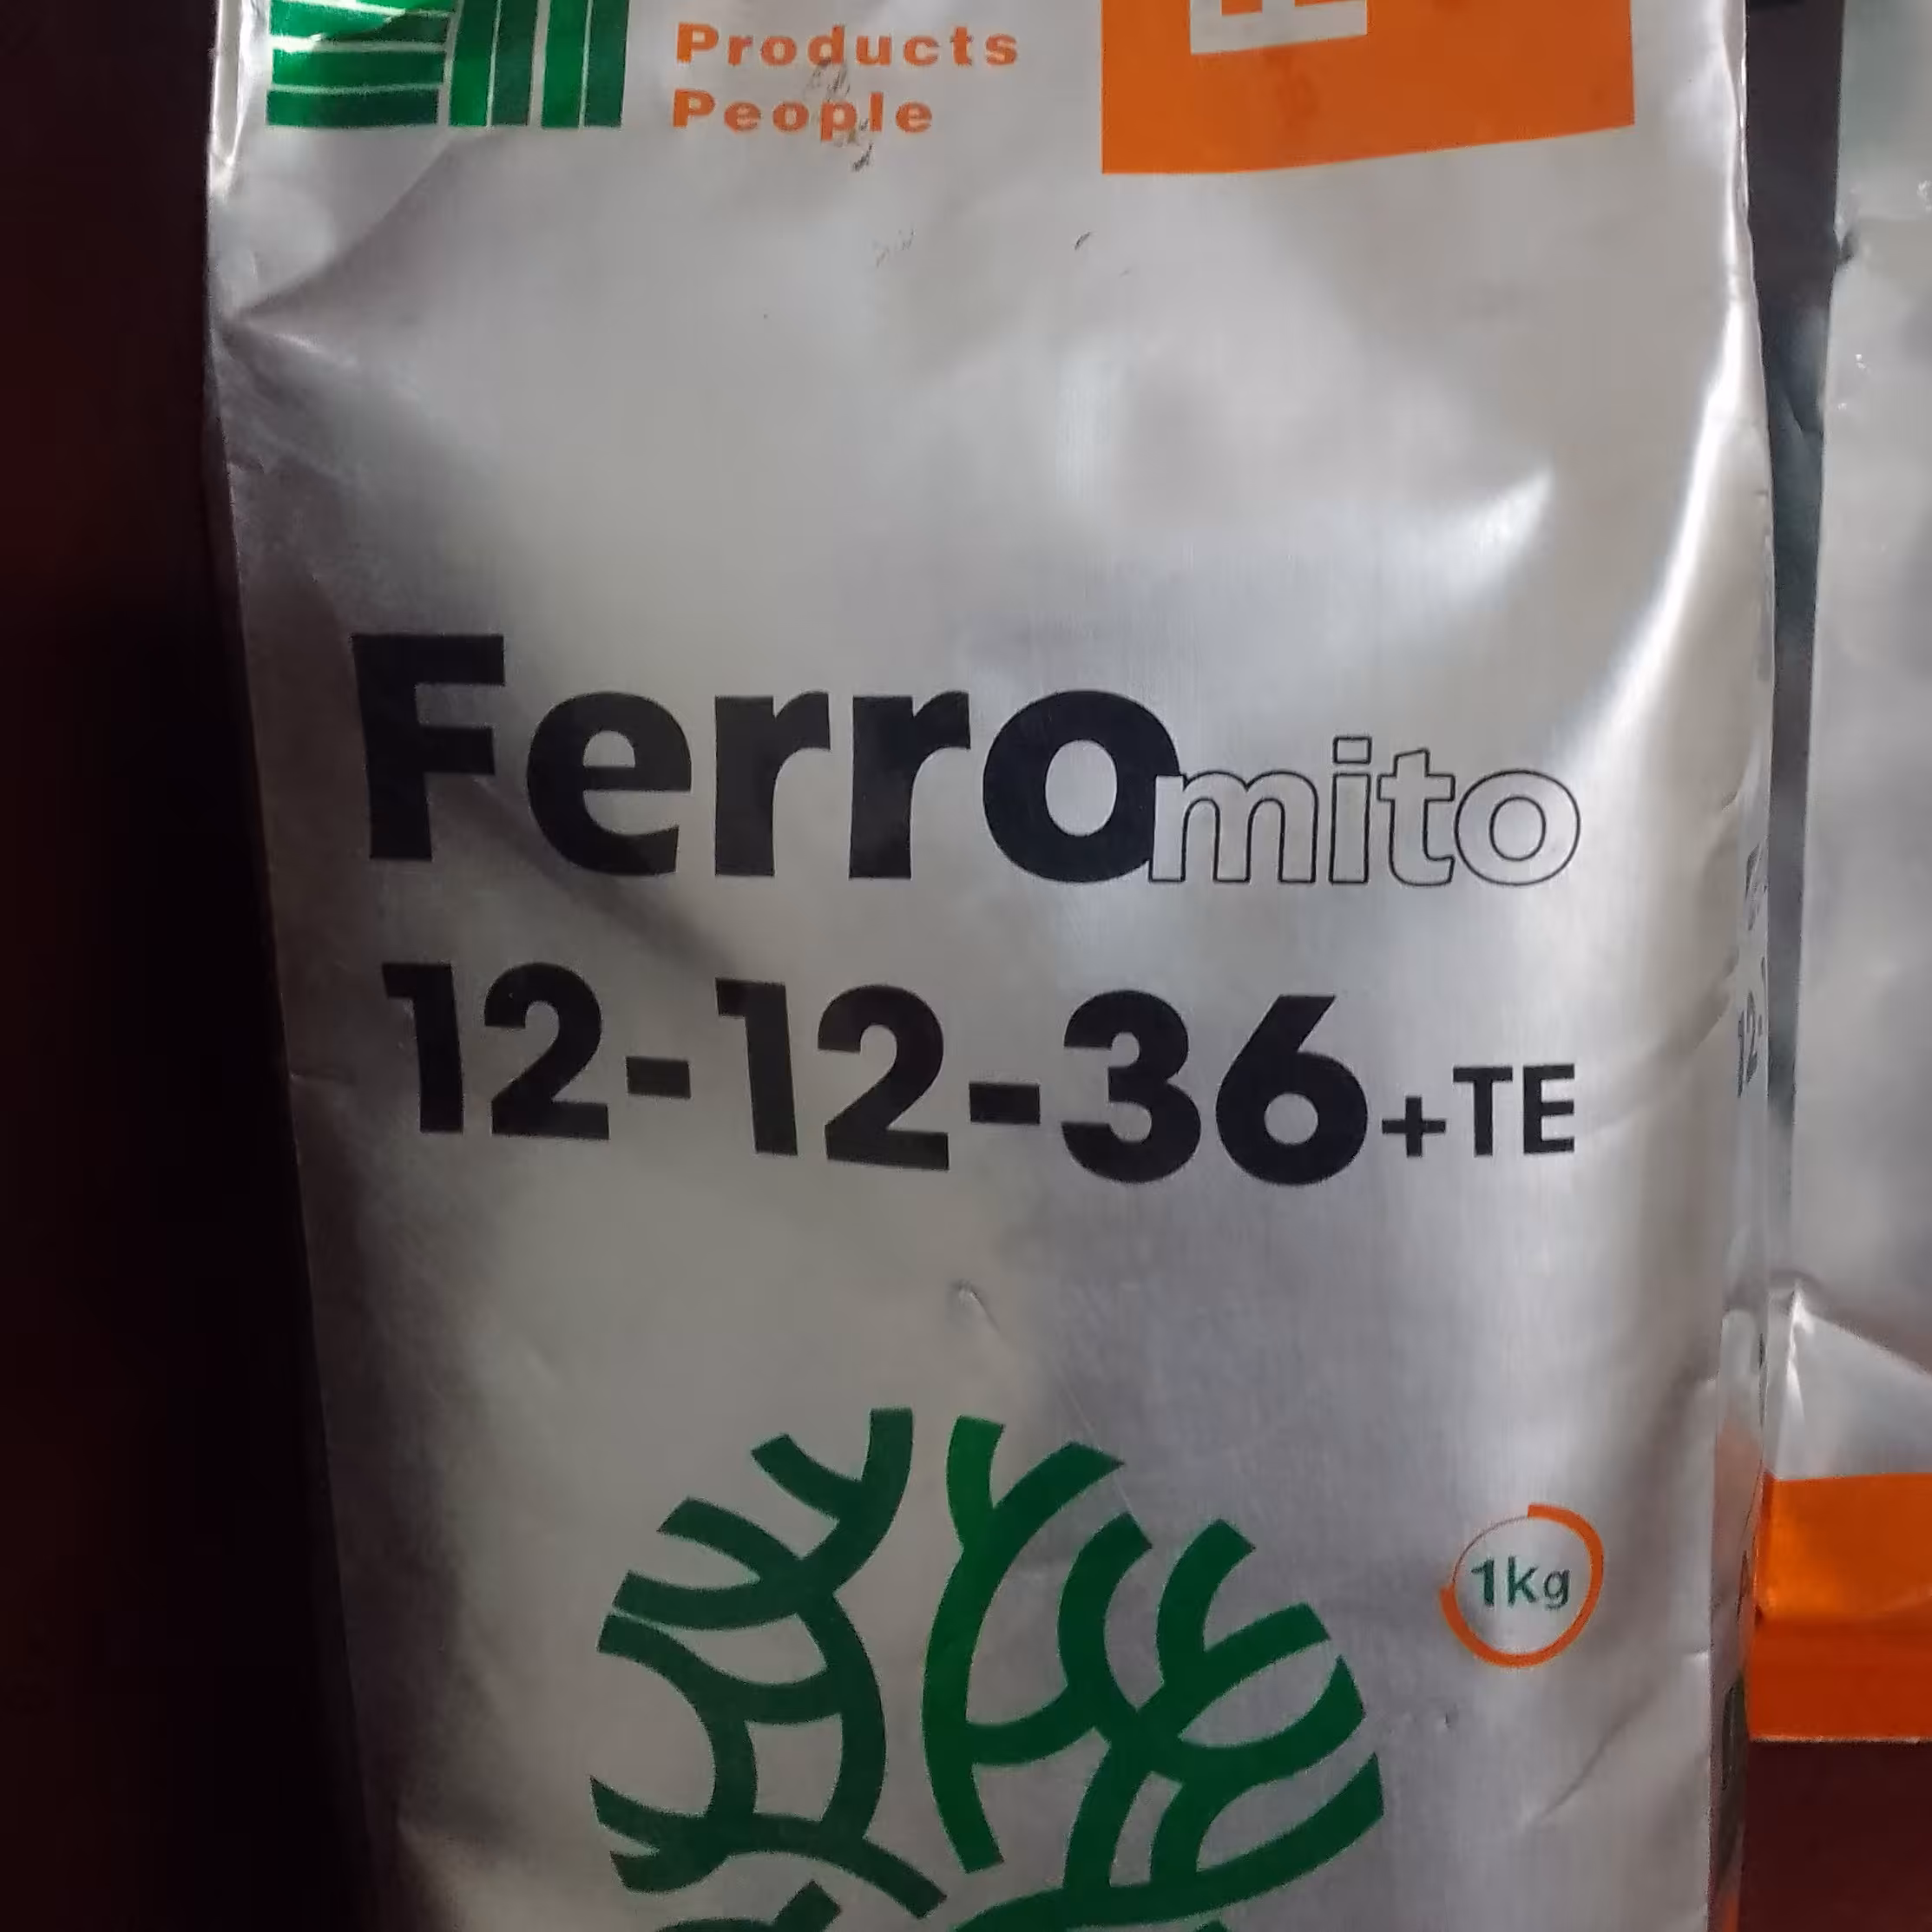 Products
People
Ferromito
12-12-36+TE
1kg